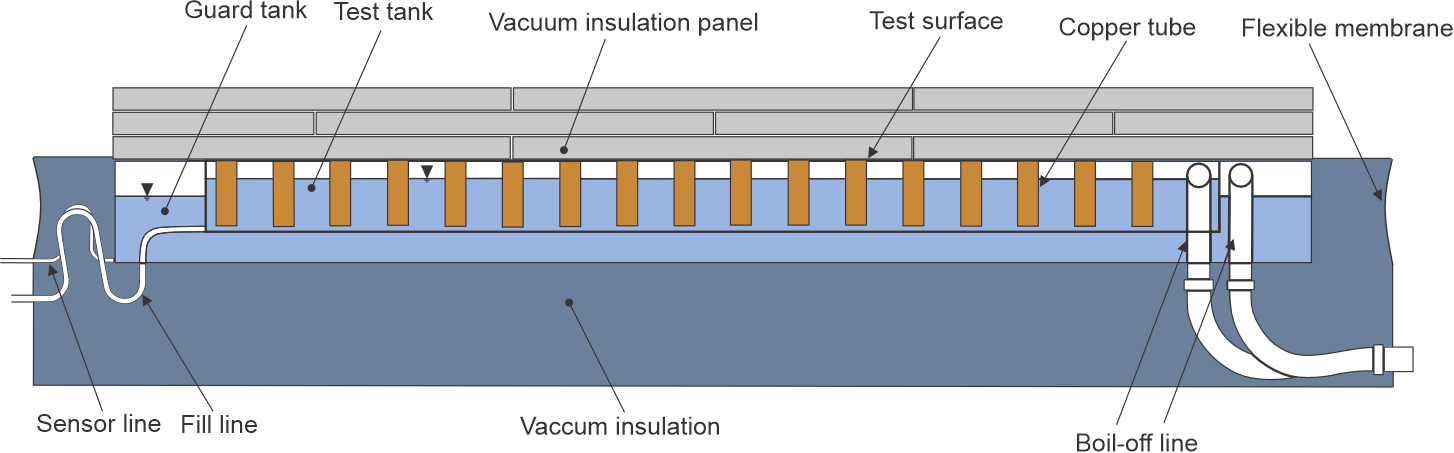 Guard tank
Test tank
Vacuum insulation panel
Test surface
Copper tube
Flexible membrane
Sensor line
Fill line
Vaccum insulation
Boil-off line